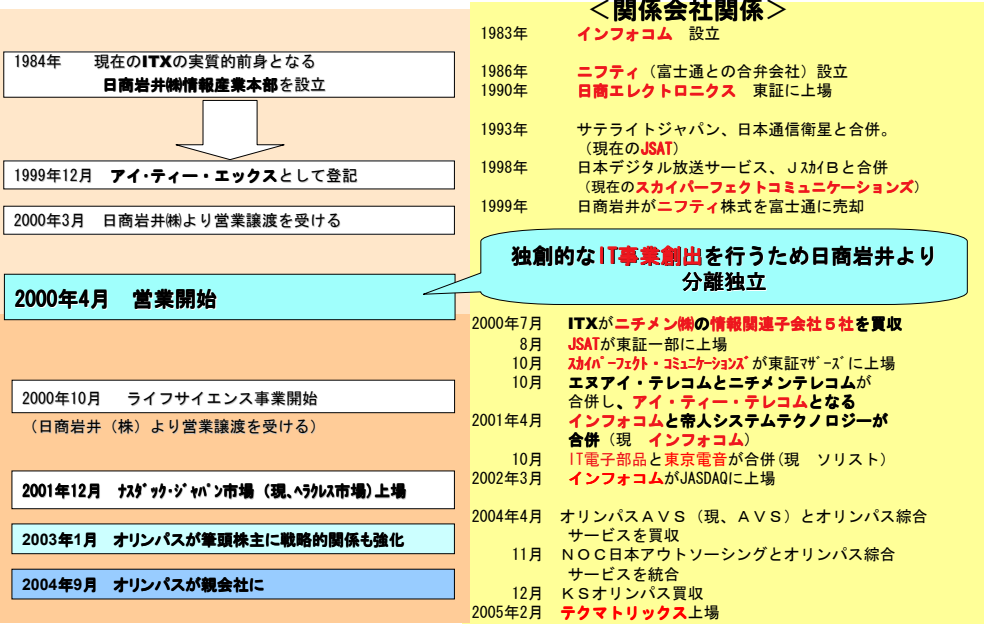 1984年　現在のITXの実質的前身となる
日商岩井㈱情報産業本部を設立
1999年12月　アイ・ティー・エックスとして登記
2000年3月　日商岩井㈱より営業譲渡を受ける
2000年4月　営業開始
2000年10月　ライフサイエンス事業開始
（日商岩井（株）より営業譲渡を受ける）
2001年12月　ﾅｽﾀﾞｯｸ･ｼﾞｬﾊﾟﾝ市場（現、ﾍﾗｸﾚｽ市場）上場
2003年1月　オリンパスが筆頭株主に戦略的関係も強化
2004年9月　オリンパスが親会社に
＜関係会社関係＞
1983年　インフォコム　設立
1986年　ニフティ（富士通との合弁会社）設立
1990年　日商エレクトロニクス　東証に上場
1993年　サテライトジャパン、日本通信衛星と合併。
（現在のJSAT）
1998年　日本デジタル放送サービス、ＪｽｶｲＢと合併
（現在のスカイパーフェクトコミュニケーションズ）
1999年　日商岩井がニフティ株式を富士通に売却
独創的なIT事業創出を行うため日商岩井より
分離独立
2000年7月　ITXがニチメン㈱の情報関連子会社５社を買収
8月　JSATが東証一部に上場
10月　ｽｶｲﾊﾟｰﾌｪｸﾄ・ｺﾐｭﾆｹｰｼｮﾝｽﾞが東証ﾏｻﾞｰｽﾞに上場
10月　エヌアイ・テレコムとニチメンテレコムが
合併し、アイ・ティー・テレコムとなる
2001年4月　インフォコムと帝人システムテクノロジーが
合併（現　インフォコム）
10月　IT電子部品と東京電音が合併(現　ソリスト）
2002年3月　インフォコムがJASDAQに上場
2004年4月　オリンパスＡＶＳ（現、ＡＶＳ）とオリンパス綜合
サービスを買収
11月　ＮＯＣ日本アウトソーシングとオリンパス綜合
サービスを統合
12月　ＫＳオリンパス買収
2005年2月　テクマトリックス上場